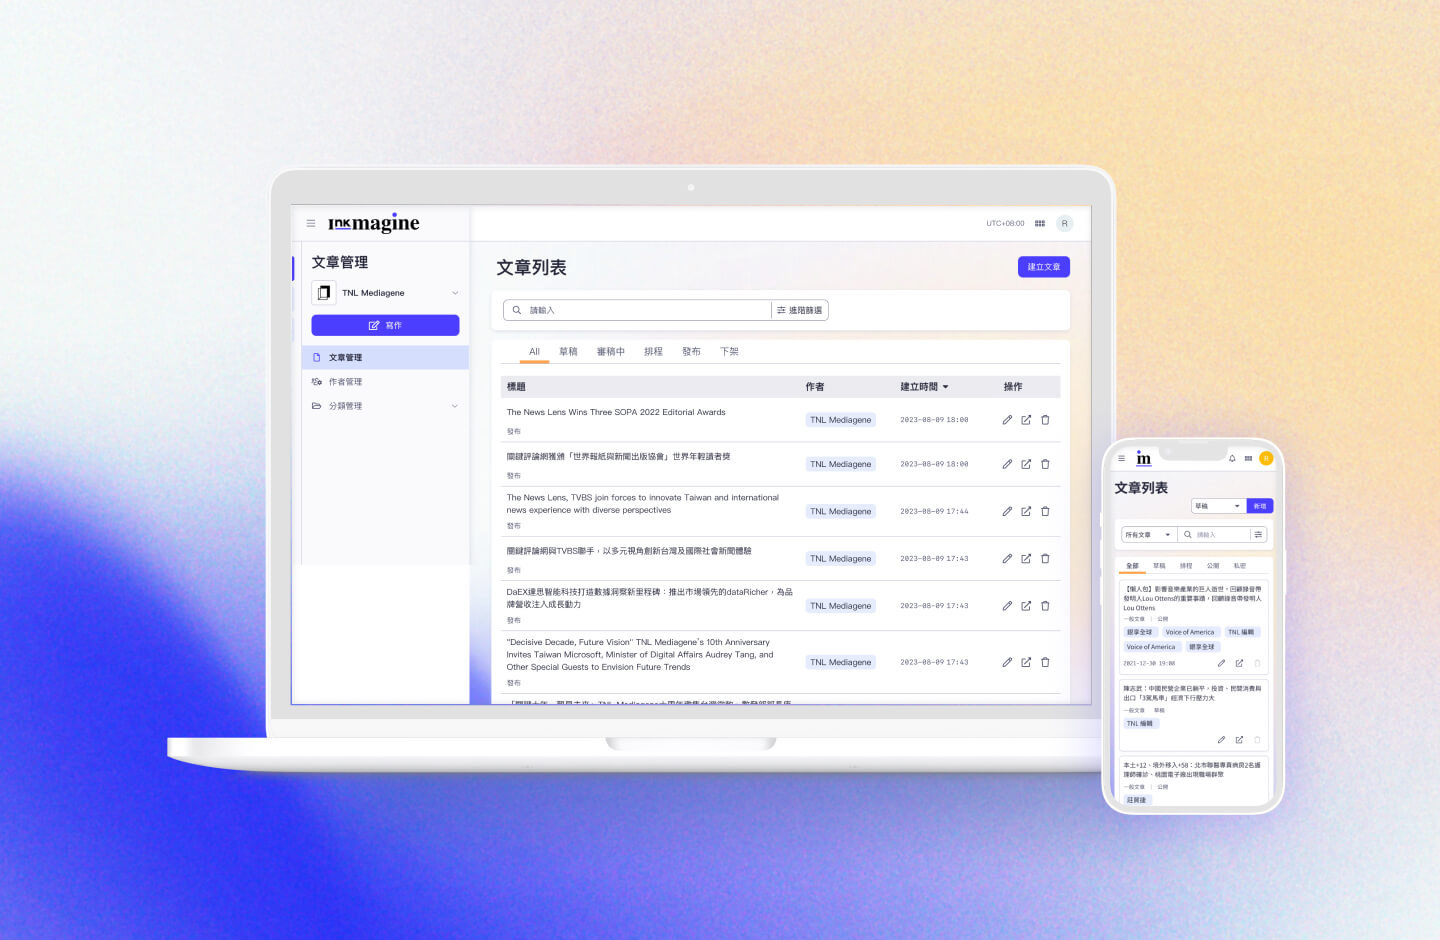 INKmagine
UTC+08:00
R
文章管理
TNL Mediagene
寫作
文章管理
作者管理
分類管理
文章列表
建立文章
請輸入
進階篩選
All 草稿 審稿中 排程 發布 下架
標題 作者 建立時間 操作
The News Lens Wins Three SOPA 2022 Editorial Awards
發布
TNL Mediagene 2023-08-09 18:00
關鍵評論網獲頒「世界報紙與新聞出版協會」世界年輕讀者獎
發布
TNL Mediagene 2023-08-09 18:00
The News Lens, TVBS join forces to innovate Taiwan and international
news experience with diverse perspectives
發布
TNL Mediagene 2023-08-09 17:44
關鍵評論網與TVBS聯手，以多元視角創新台灣及國際社會新聞體驗
發布
TNL Mediagene 2023-08-09 17:43
DaEX達思智能科技打造數據洞察新里程碑：推出市場領先的dataRicher，為品
牌營收注入成長動力
發布
TNL Mediagene 2023-08-09 17:43
"Decisive Decade, Future Vision" TNL Mediagene's 10th Anniversary
Invites Taiwan Microsoft, Minister of Digital Affairs Audrey Tang, and
Other Special Guests to Envision Future Trends
發布
TNL Mediagene 2023-08-09 17:43
im
R
文章列表
草稿
新增
所有文章
請輸入
全部 草稿 排程 公開 私密
【懶人包】影響音樂產業的巨人逝世，回顧錄音帶
發明人Lou Ottens的重要事蹟，回顧錄音帶發明人
Lou Ottens
一般文章 | 公開
銀享全球 Voice of America TNL 編輯
Voice of America 銀享全球
2021-12-30 19:08
陳志武：中國民營企業已躺平，投資、民間消費與
出口「3駕馬車」經濟下行壓力大
一般文章 草稿
TNL 編輯
本土+12、境外移入+58：北市聯醫專責病房2名護
理師確診、桃園電子廠出現職場群聚
一般文章 | 公開